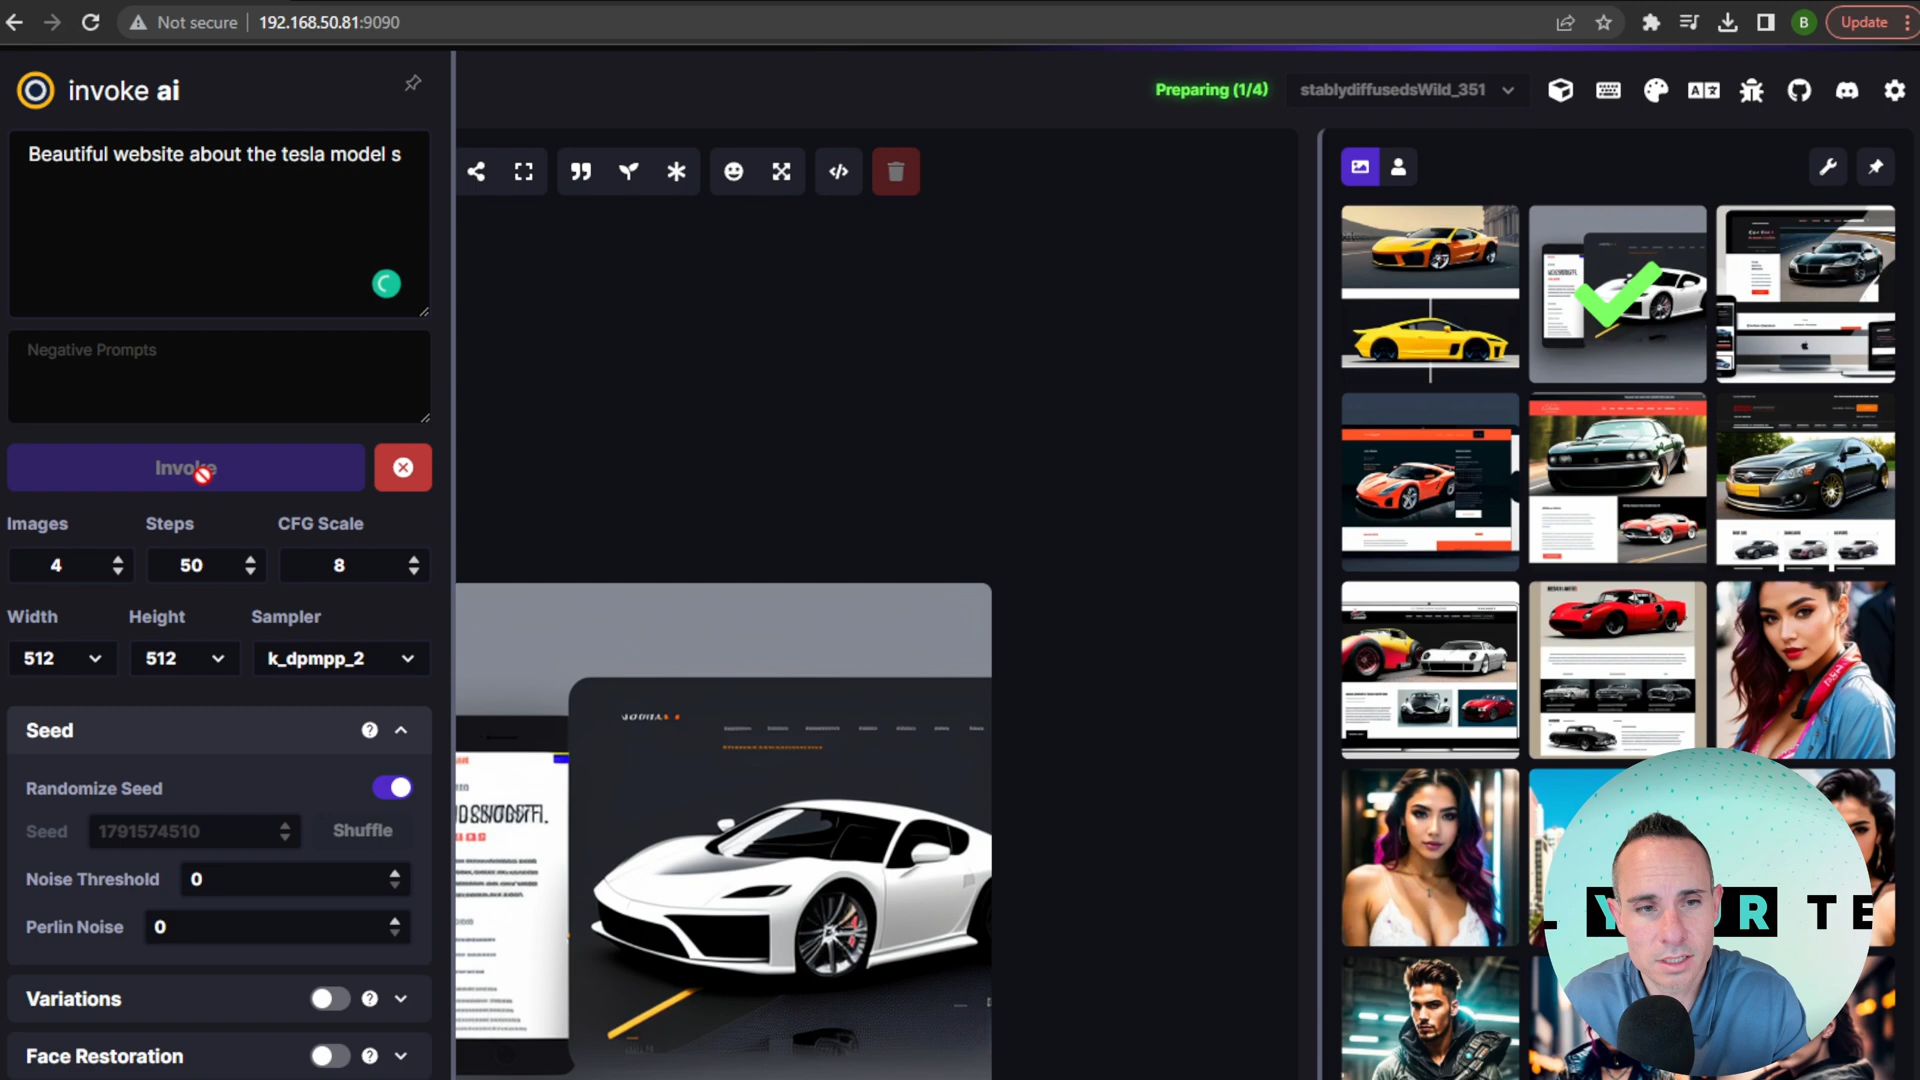 Not secure
192.168.50.81:9090
Update
B
invoke ai
Preparing (1/4)
stablydiffusedsWild_351
Beautiful website about the tesla model s
Negative Prompts
Invoke
Images
Steps
CFG Scale
4
50
8
Width
Height
Sampler
512
512
k_dpmpp_2
Seed
Randomize Seed
Seed
1791574510
Shuffle
Noise Threshold
0
Perlin Noise
0
Variations
Face Restoration
TE